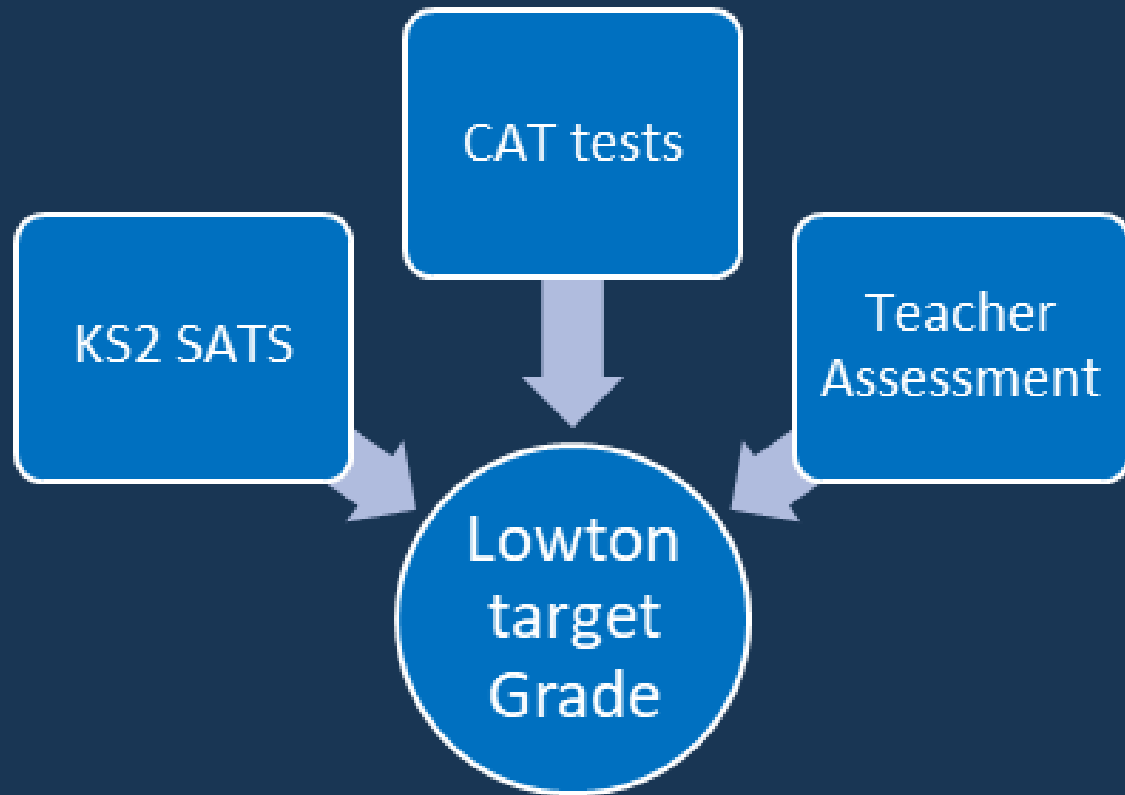 CAT tests
KS2 SATS
Teacher
Assessment
Lowton
target
Grade